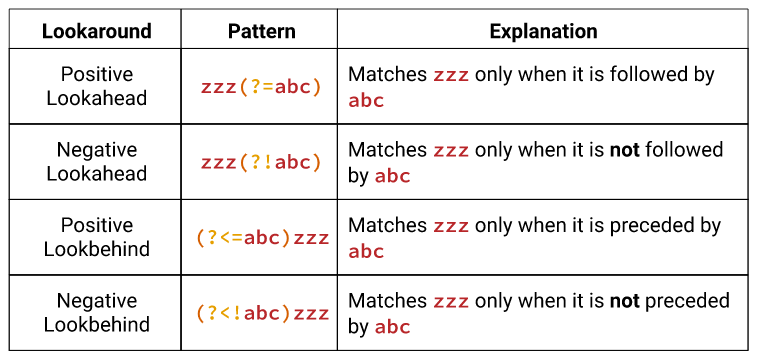 Lookaround Pattern Explanation
Positive
Lookahead
zzz(?=abc)
Matches zzz only when it is followed by
abc
Negative
Lookahead
zzz(?!abc)
Matches zzz only when it is not followed
by abc
Positive
Lookbehind
(?<=abc)zzz
Matches zzz only when it is preceded by
abc
Negative
Lookbehind
(?<!abc)zzz
Matches zzz only when it is not preceded
by abc